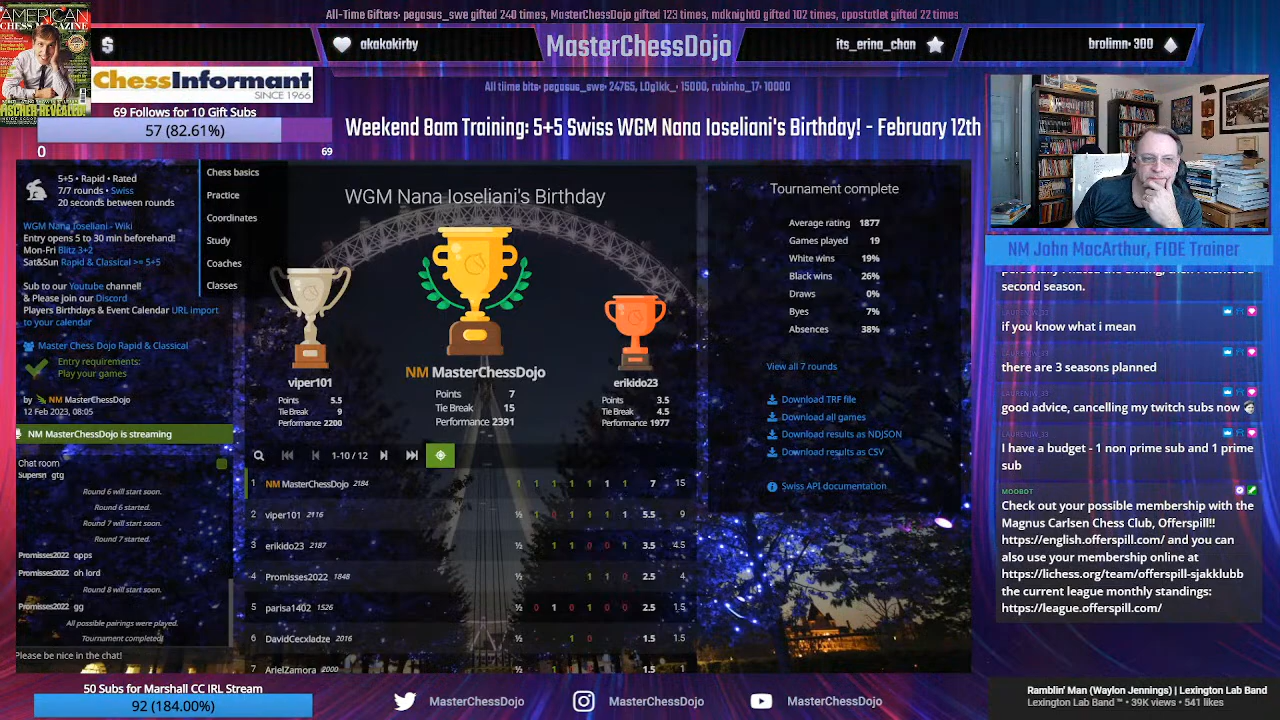 All-Time Gifters• pegasus_swe gifted 240 times, MasterChessDojo gifted 123 times, mdknight0 gifted 102 times, apostatlet gifted 22 times
AMERICAN
FISCHER REVEALED!
$
akakokirby
MasterChessDojo
its_erina_chan
brolimn• 300
ChessInformant
SINCE 1966
All time bits• pegasus_swe• 24765, L0g1kk_• 15000, rubinho_17• 10000
69 Follows for 10 Gift Subs
57 (82.61%)
0
69
Weekend 8am Training: 5+5 Swiss WGM Nana Ioseliani's Birthday! - February 12th
5+5 • Rapid • Rated
7/7 rounds • Swiss
20 seconds between rounds
WGM Nana Ioseliani - Wiki
Entry opens 5 to 30 min beforehand!
Mon-Fri Blitz 3+2
Sat&Sun Rapid & Classical >= 5+5
Sub to our Youtube channel!
& Please join our Discord
Players Birthdays & Event Calendar URL import
to your calendar
Master Chess Dojo Rapid & Classical
Entry requirements:
Play your games
by NM MasterChessDojo
12 Feb 2023, 08:05
NM MasterChessDojo is streaming
Chess basics
Practice
Coordinates
Study
Coaches
Classes
Chat room
Supersn gtg
Round 6 will start soon.
Round 6 started.
Round 7 will start soon.
Round 7 started.
Promisses2022 opps
Promisses2022 oh lord
Round 8 will start soon.
Promisses2022 gg
All possible pairings were played.
Tournament completed!
Please be nice in the chat!
WGM Nana Ioseliani's Birthday
viper101
Points 5.5
Tie Break 9
Performance 2200
NM MasterChessDojo
Points 7
Tie Break 15
Performance 2391
erikido23
Points 3.5
Tie Break 4.5
Performance 1977
1-10 / 12
1 NM MasterChessDojo 2184 1 1 1 1 1 1 1 7 15
2 viper101 2116 ½ 1 0 1 1 1 1 5.5 9
3 erikido23 2187 ½ 1 1 0 0 1 3.5 4.5
4 Promisses2022 1848 ½ 1 1 0 2.5 4
5 parisa1402 1526 ½ 0 1 0 1 0 0 2.5 1.5
6 DavidCecxladze 2016 ½ 1 0 1.5 1.5
7 ArielZamora 2000 ½ 1 1.5 1
Tournament complete
Average rating 1877
Games played 19
White wins 19%
Black wins 26%
Draws 0%
Byes 7%
Absences 38%
View all 7 rounds
Download TRF file
Download all games
Download results as NDJSON
Download results as CSV
Swiss API documentation
NM John MacArthur, FIDE Trainer
second season.
if you know what i mean
there are 3 seasons planned
good advice, cancelling my twitch subs now
I have a budget - 1 non prime sub and 1 prime
sub
MOOBOT
Check out your possible membership with the
Magnus Carlsen Chess Club, Offerspill!!
https://english.offerspill.com/ and you can
also use your membership online at
https://lichess.org/team/offerspill-sjakklubb
the current league monthly standings:
https://league.offerspill.com/
50 Subs for Marshall CC IRL Stream
92 (184.00%)
MasterChessDojo
MasterChessDojo
MasterChessDojo
Ramblin' Man (Waylon Jennings) | Lexington Lab Band
Lexington Lab Band ™ • 39K views • 541 likes